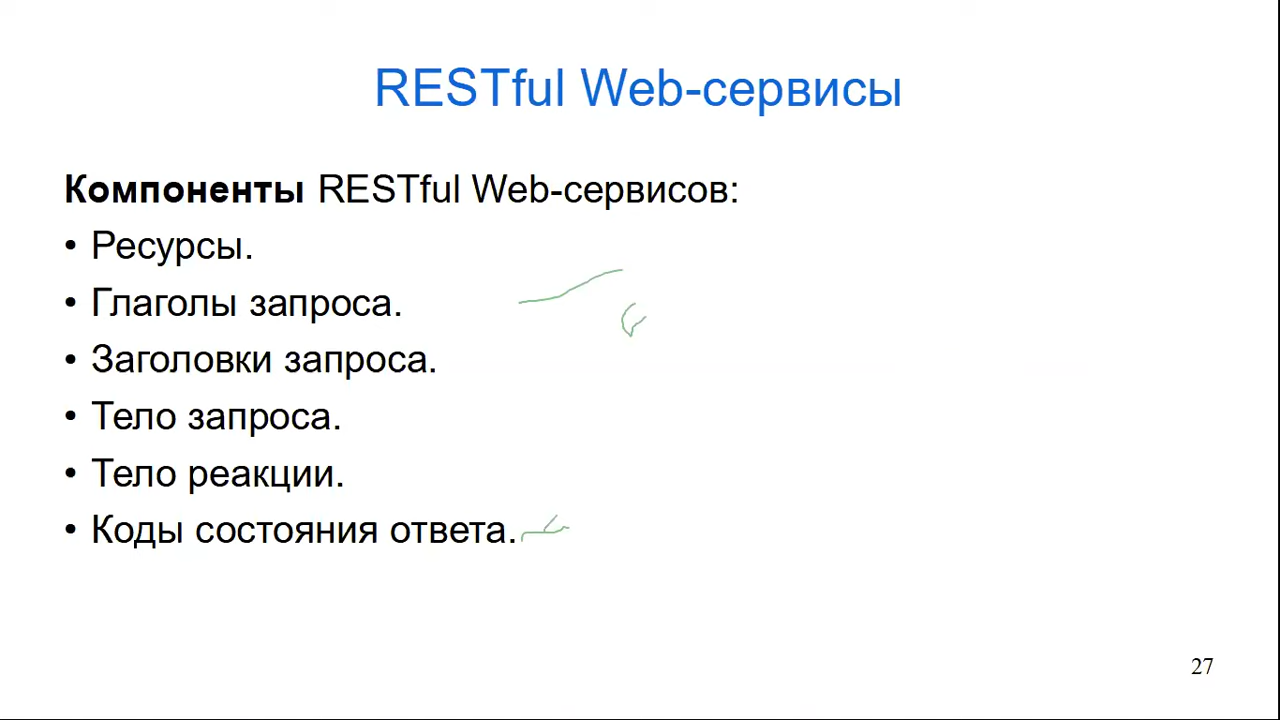 RESTful Web-сервисы
Компоненты RESTful Web-сервисов:
• Ресурсы.
• Глаголы запроса.
• Заголовки запроса.
• Тело запроса.
• Тело реакции.
• Коды состояния ответа.
27